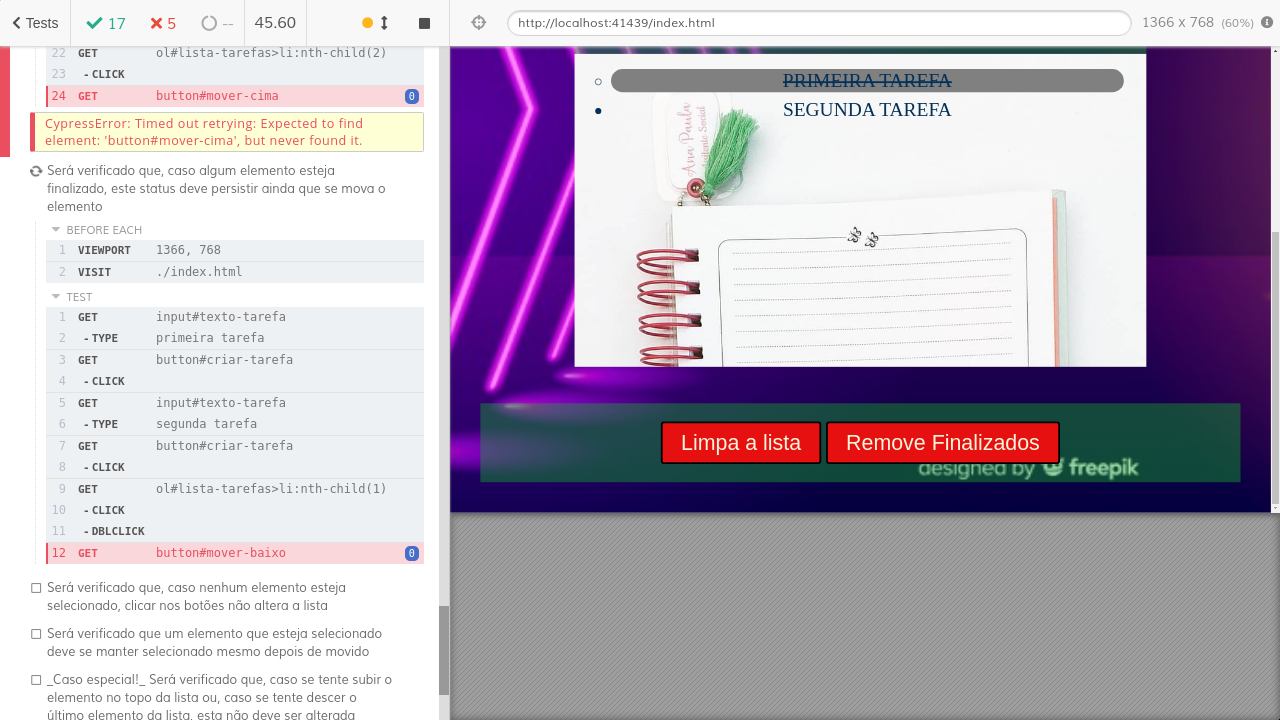 Tests
17
5
--
45.60
http://localhost:41439/index.html
1366 x 768 (60%)
22 GET ol#lista-tarefas>li:nth-child(2)
23 - CLICK
24 GET button#mover-cima 0
CypressError: Timed out retrying: Expected to find
element: 'button#mover-cima', but never found it.
Será verificado que, caso algum elemento esteja
finalizado, este status deve persistir ainda que se mova o
elemento
BEFORE EACH
1 VIEWPORT 1366, 768
2 VISIT ./index.html
TEST
1 GET input#texto-tarefa
2 - TYPE primeira tarefa
3 GET button#criar-tarefa
4 - CLICK
5 GET input#texto-tarefa
6 - TYPE segunda tarefa
7 GET button#criar-tarefa
8 - CLICK
9 GET ol#lista-tarefas>li:nth-child(1)
10 - CLICK
11 - DBLCLICK
12 GET button#mover-baixo 0
Será verificado que, caso nenhum elemento esteja
selecionado, clicar nos botões não altera a lista
Será verificado que um elemento que esteja selecionado
deve se manter selecionado mesmo depois de movido
_Caso especial!_ Será verificado que, caso se tente subir o
elemento no topo da lista ou, caso se tente descer o
último elemento da lista, esta não deve ser alterada
PRIMEIRA TAREFA
SEGUNDA TAREFA
Ana Paula
Social
Limpa a lista
Remove Finalizados
designed by freepik